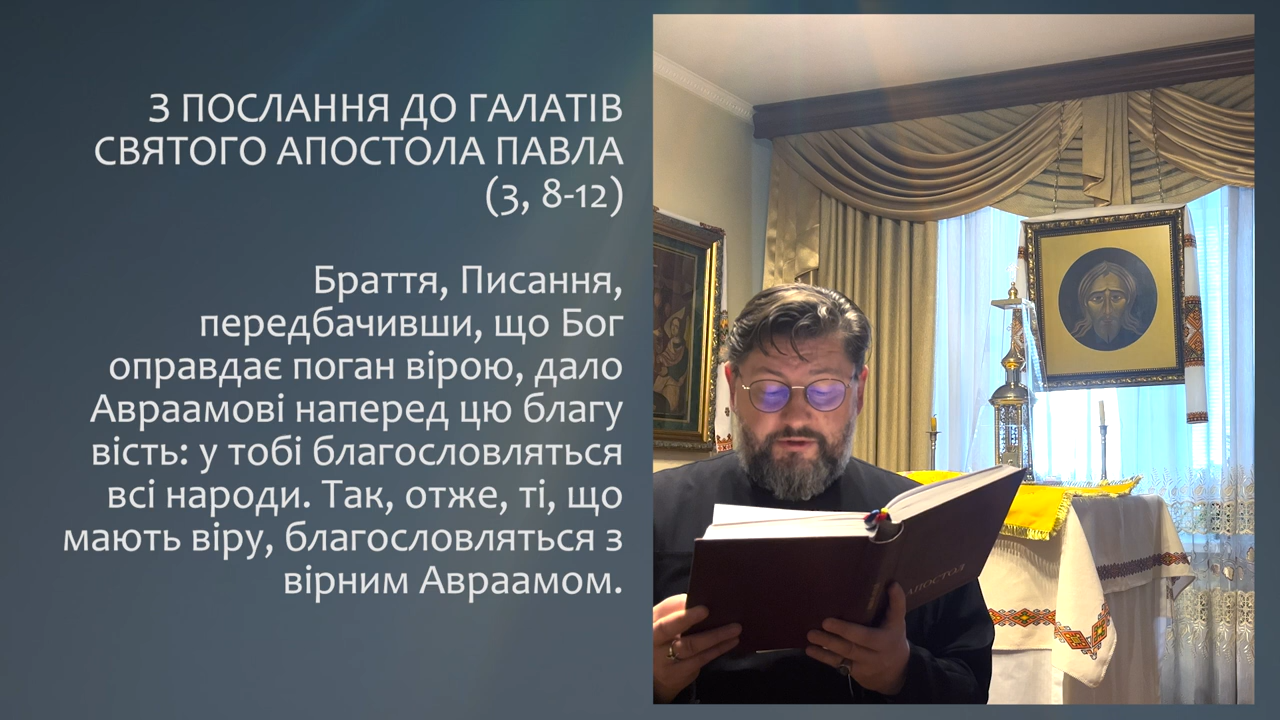 З ПОСЛАННЯ ДО ГАЛАТІВ
СВЯТОГО АПОСТОЛА ПАВЛА
(3, 8-12)
Браття, Писання,
передбачивши, що Бог
оправдає поган вірою, дало
Авраамові наперед цю благу
вість: у тобі благословляться
всі народи. Так, отже, ті, що
мають віру, благословляться з
вірним Авраамом.
АПОСТОЛ